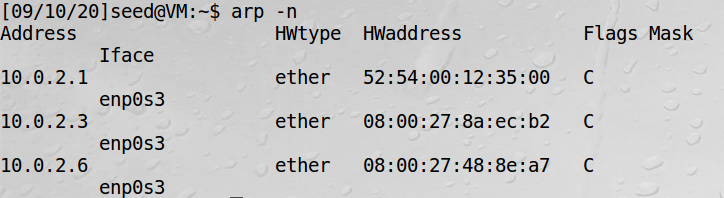 [09/10/20]seed@VM:~$ arp -n
Address                  HWtype  HWaddress           Flags Mask
         Iface
10.0.2.1                 ether   52:54:00:12:35:00   C
         enp0s3
10.0.2.3                 ether   08:00:27:8a:ec:b2   C
         enp0s3
10.0.2.6                 ether   08:00:27:48:8e:a7   C
         enp0s3